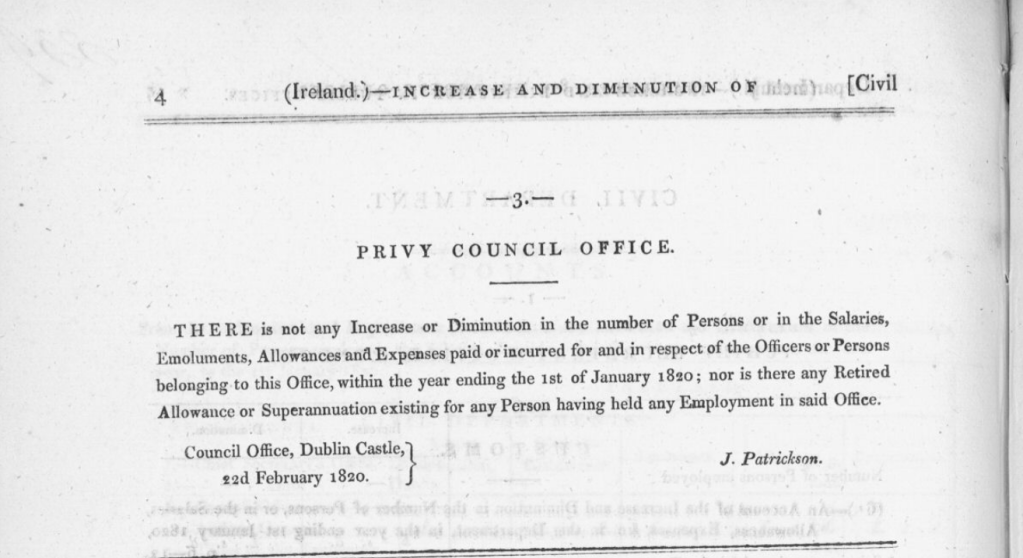 4 (Ireland.)—INCREASE AND DIMINUTION OF [Civil
—3.—
PRIVY COUNCIL OFFICE.
THERE is not any Increase or Diminution in the number of Persons or in the Salaries,
Emoluments, Allowances and Expenses paid or incurred for and in respect of the Officers or Persons
belonging to this Office, within the year ending the 1st of January 1820; nor is there any Retired
Allowance or Superannuation existing for any Person having held any Employment in said Office.
Council Office, Dublin Castle,}
22d February 1820.
J. Patrickson.